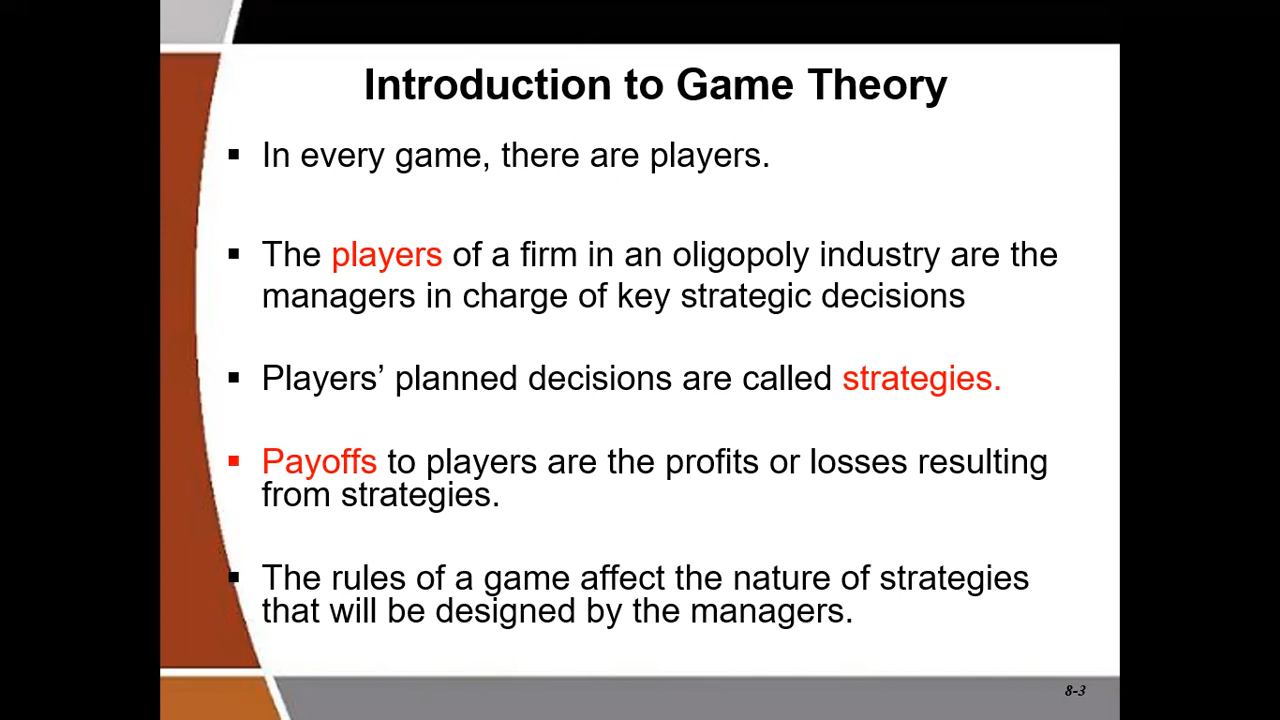 Introduction to Game Theory
▪ In every game, there are players.
▪ The players of a firm in an oligopoly industry are the
managers in charge of key strategic decisions
▪ Players’ planned decisions are called strategies.
▪ Payoffs to players are the profits or losses resulting
from strategies.
▪ The rules of a game affect the nature of strategies
that will be designed by the managers.
8-3